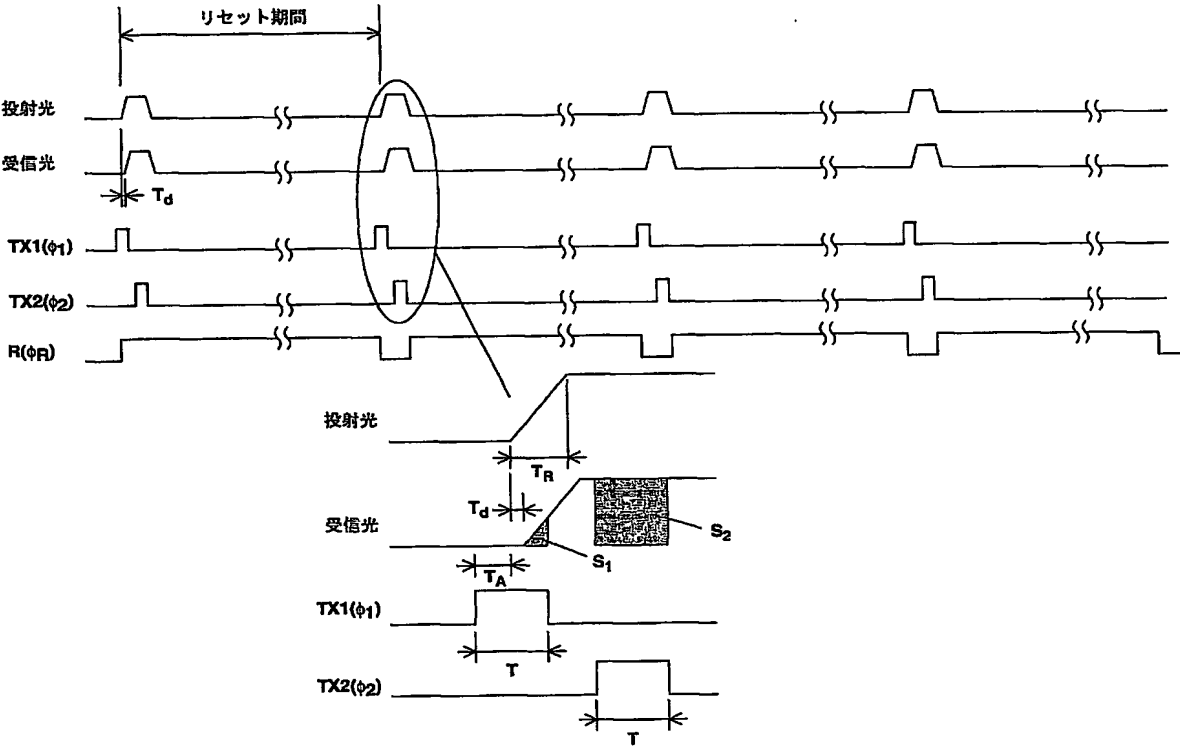 リセット期間
投射光
受信光
Td
TX1(ϕ1)
TX2(ϕ2)
R(ϕR)
投射光
TR
Td
受信光
S1
S2
TA
TX1(ϕ1)
T
TX2(ϕ2)
T